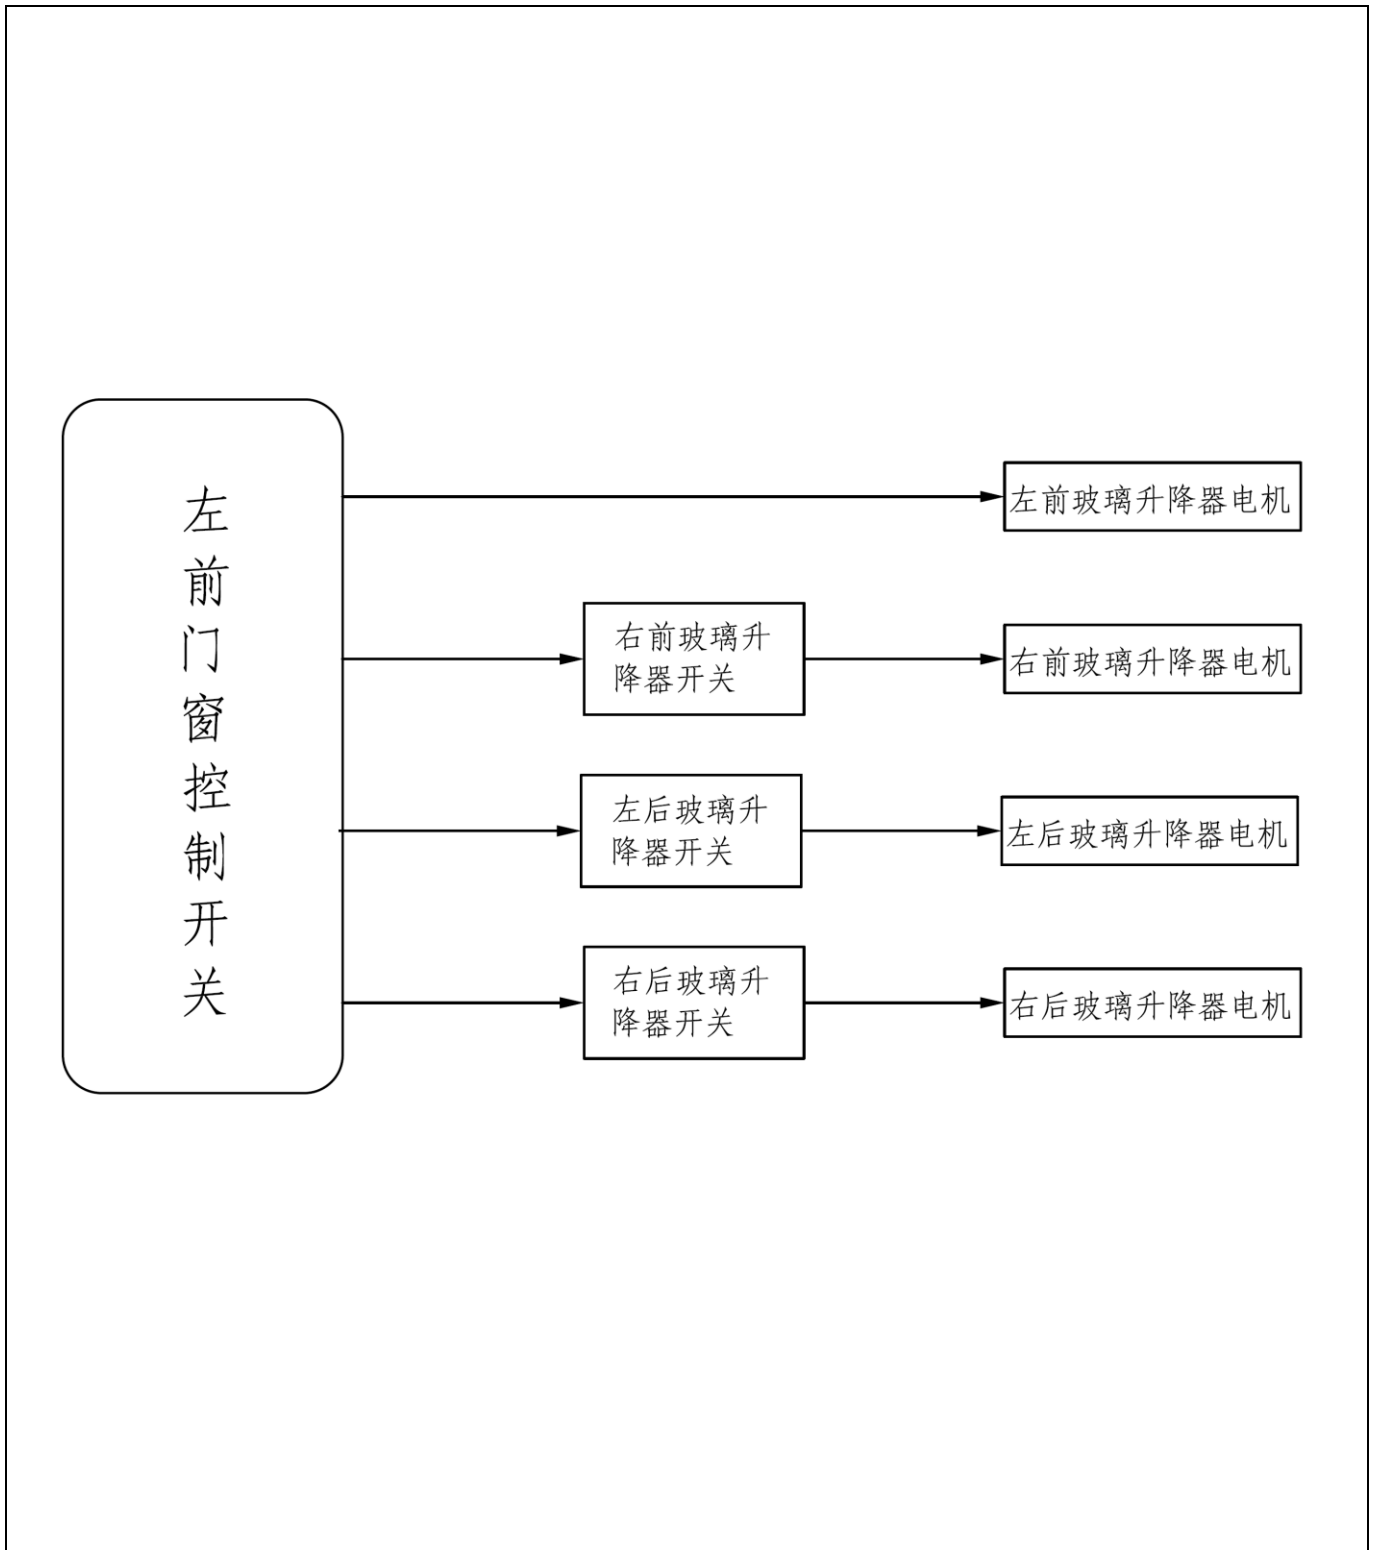 左前门窗控制开关
左前玻璃升降器电机
右前玻璃升
降器开关
右前玻璃升降器电机
左后玻璃升
降器开关
左后玻璃升降器电机
右后玻璃升
降器开关
右后玻璃升降器电机